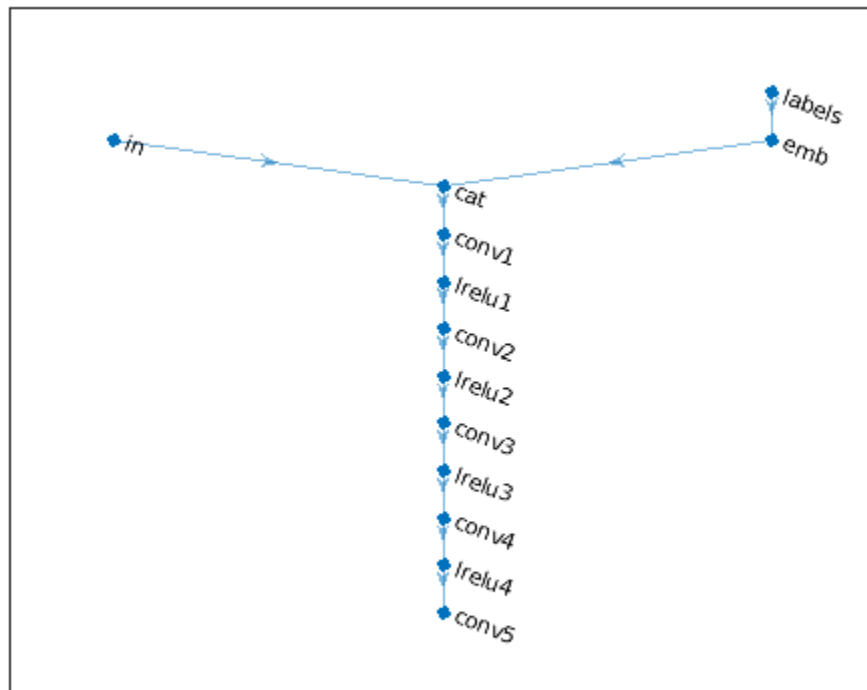 labels
in
emb
cat
conv1
lrelu1
conv2
lrelu2
conv3
lrelu3
conv4
lrelu4
conv5